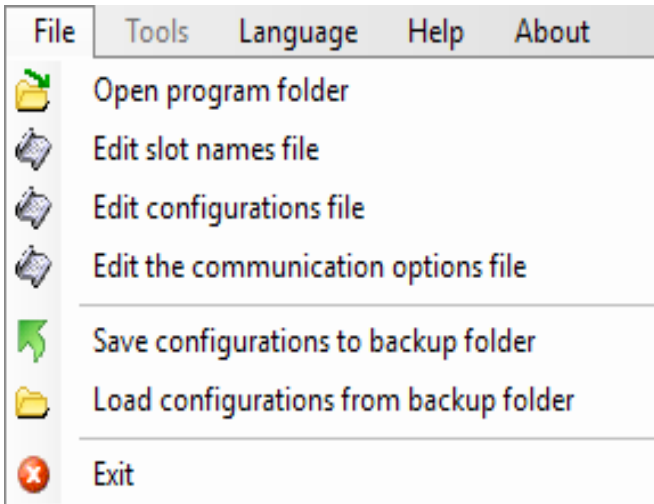 File Tools Language Help About
Open program folder
Edit slot names file
Edit configurations file
Edit the communication options file
Save configurations to backup folder
Load configurations from backup folder
Exit